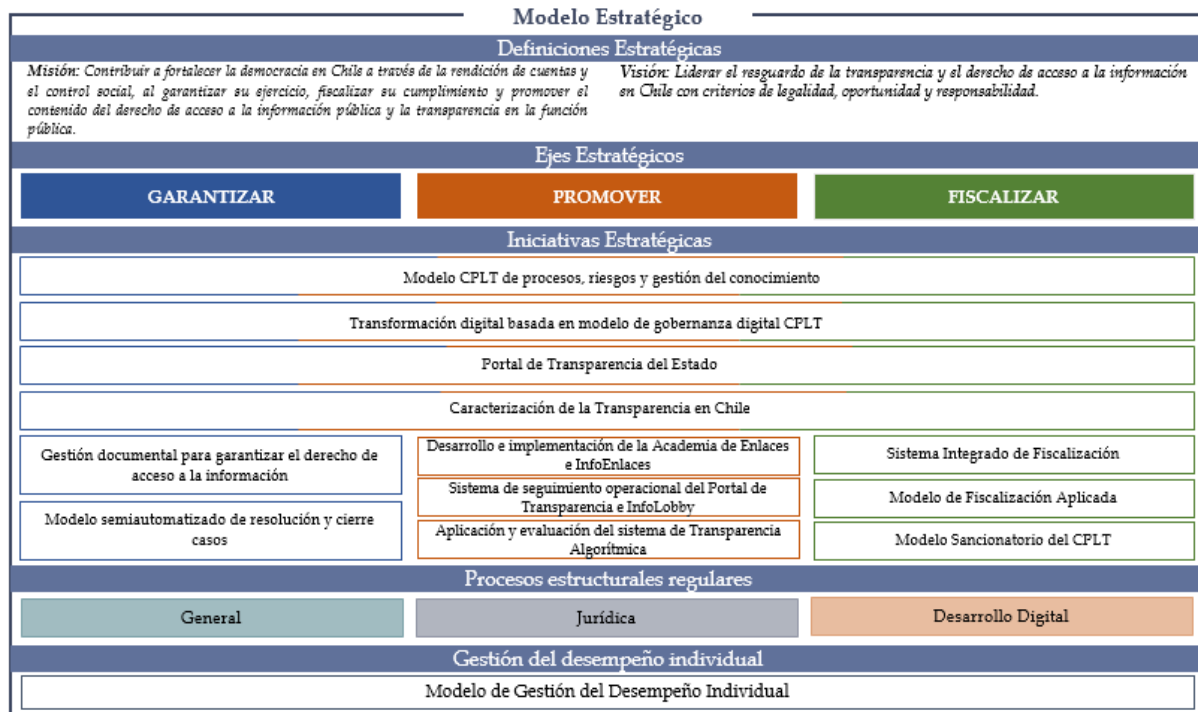 Modelo Estratégico
Definiciones Estratégicas
Misión: Contribuir a fortalecer la democracia en Chile a través de la rendición de cuentas y
el control social, al garantizar su ejercicio, fiscalizar su cumplimiento y promover el
contenido del derecho de acceso a la información pública y la transparencia en la función
pública.
Visión: Liderar el resguardo de la transparencia y el derecho de acceso a la información
en Chile con criterios de legalidad, oportunidad y responsabilidad.
Ejes Estratégicos
GARANTIZAR
PROMOVER
FISCALIZAR
Iniciativas Estratégicas
Modelo CPLT de procesos, riesgos y gestión del conocimiento
Transformación digital basada en modelo de gobernanza digital CPLT
Portal de Transparencia del Estado
Caracterización de la Transparencia en Chile
Gestión documental para garantizar el derecho de
acceso a la información
Modelo semiautomatizado de resolución y cierre
casos
Desarrollo e implementación de la Academia de Enlaces
e InfoEnlaces
Sistema de seguimiento operacional del Portal de
Transparencia e InfoLobby
Aplicación y evaluación del sistema de Transparencia
Algorítmica
Sistema Integrado de Fiscalización
Modelo de Fiscalización Aplicada
Modelo Sancionatorio del CPLT
Procesos estructurales regulares
General
Jurídica
Desarrollo Digital
Gestión del desempeño individual
Modelo de Gestión del Desempeño Individual